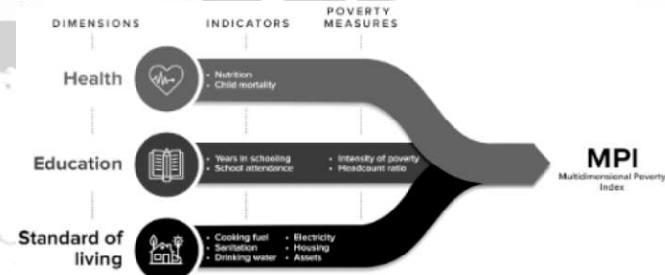 DIMENSIONS
INDICATORS
POVERTY
MEASURES
Health
• Nutrition
• Child mortality
Education
• Years in schooling
• School attendance
• Intensity of poverty
• Headcount ratio
Standard of
living
• Cooking fuel
• Sanitation
• Drinking water
• Electricity
• Housing
• Assets
MPI
Multidimensional Poverty
Index